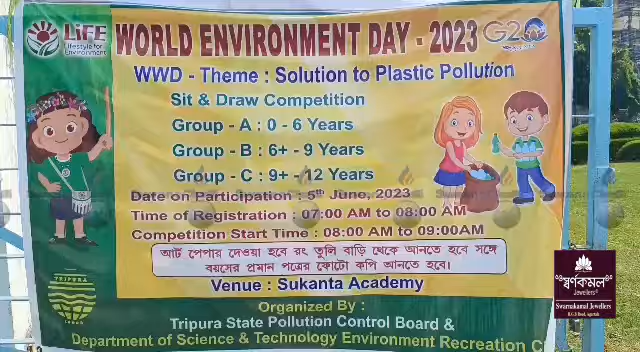 LiFE
Lifestyle for
Environment
WORLD ENVIRONMENT DAY - 2023
G20
WWD - Theme : Solution to Plastic Pollution
Sit & Draw Competition
Group - A : 0 - 6 Years
Group - B : 6+ - 9 Years
Group - C : 9+ - 12 Years
Date on Participation : 5th June, 2023
Time of Registration : 07:00 AM to 08:00 AM
Competition Start Time : 08:00 AM to 09:00AM
আর্ট পেপার দেওয়া হবে রং তুলি বাড়ি থেকে আনতে হবে সঙ্গে
বয়সের প্রমান পত্রের ফোটো কপি আনতে হবে।
Venue : Sukanta Academy
TRIPURA
Organized By :
Tripura State Pollution Control Board &
Department of Science & Technology Environment Recreation C
স্বর্ণকমল
Jewellers
Swarnakamal Jewellers
H.G.B Road, Agartala